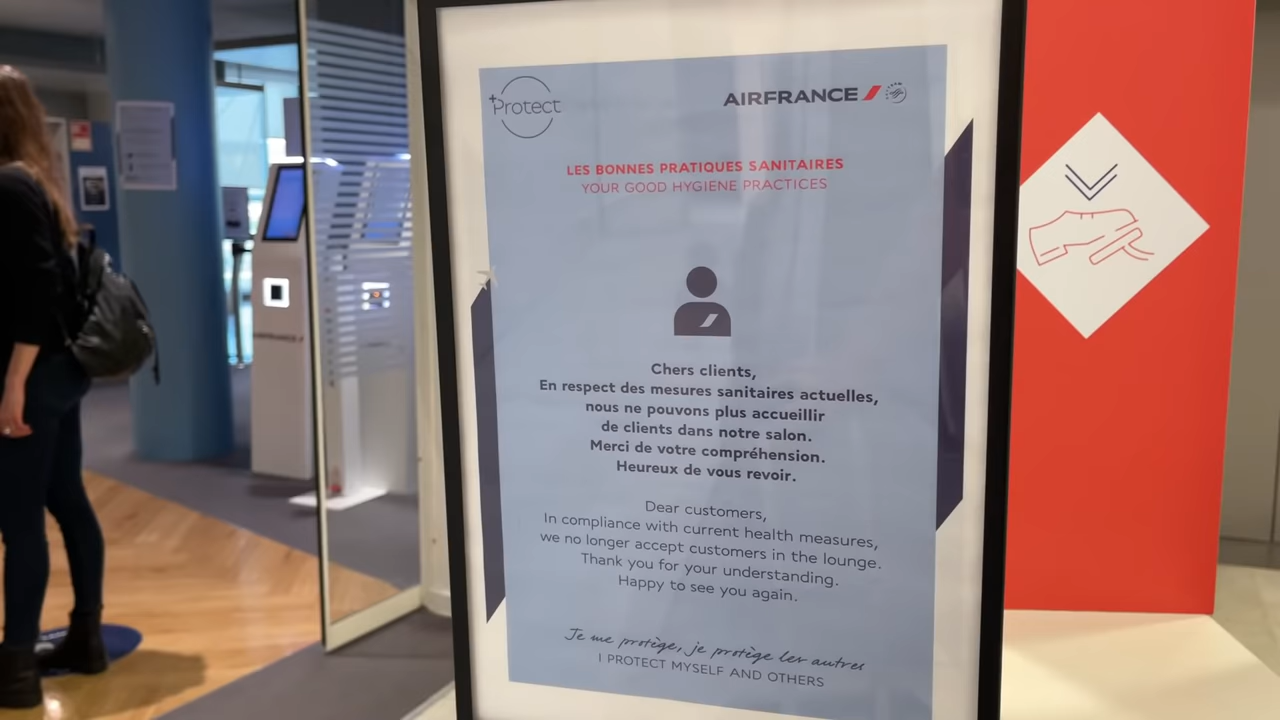 +Protect
AIRFRANCE
LES BONNES PRATIQUES SANITAIRES
YOUR GOOD HYGIENE PRACTICES
Chers clients,
En respect des mesures sanitaires actuelles,
nous ne pouvons plus accueillir
de clients dans notre salon.
Merci de votre compréhension.
Heureux de vous revoir.
Dear customers,
In compliance with current health measures,
we no longer accept customers in the lounge.
Thank you for your understanding.
Happy to see you again.
Je me protège, je protège les autres
I PROTECT MYSELF AND OTHERS